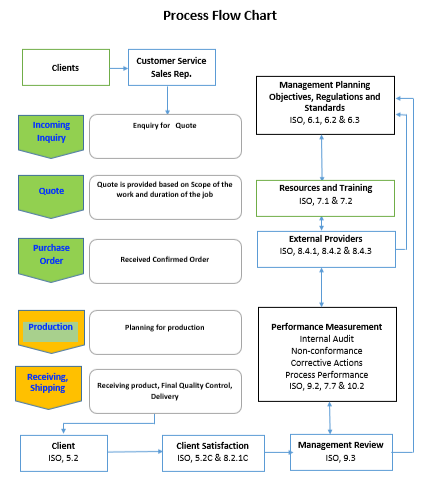 Process Flow Chart
Clients
Customer Service
Sales Rep.
Incoming
Inquiry
Enquiry for Quote
Quote
Quote is provided based on Scope of the
work and duration of the job
Purchase
Order
Received Confirmed Order
Production
Planning for production
Receiving,
Shipping
Receiving product, Final Quality Control,
Delivery
Management Planning
Objectives, Regulations and
Standards
ISO, 6.1, 6.2 & 6.3
Resources and Training
ISO, 7.1 & 7.2
External Providers
ISO, 8.4.1, 8.4.2 & 8.4.3
Performance Measurement
Internal Audit
Non-conformance
Corrective Actions
Process Performance
ISO, 9.2, 7.7 & 10.2
Client
ISO, 5.2
Client Satisfaction
ISO, 5.2C & 8.2.1C
Management Review
ISO, 9.3